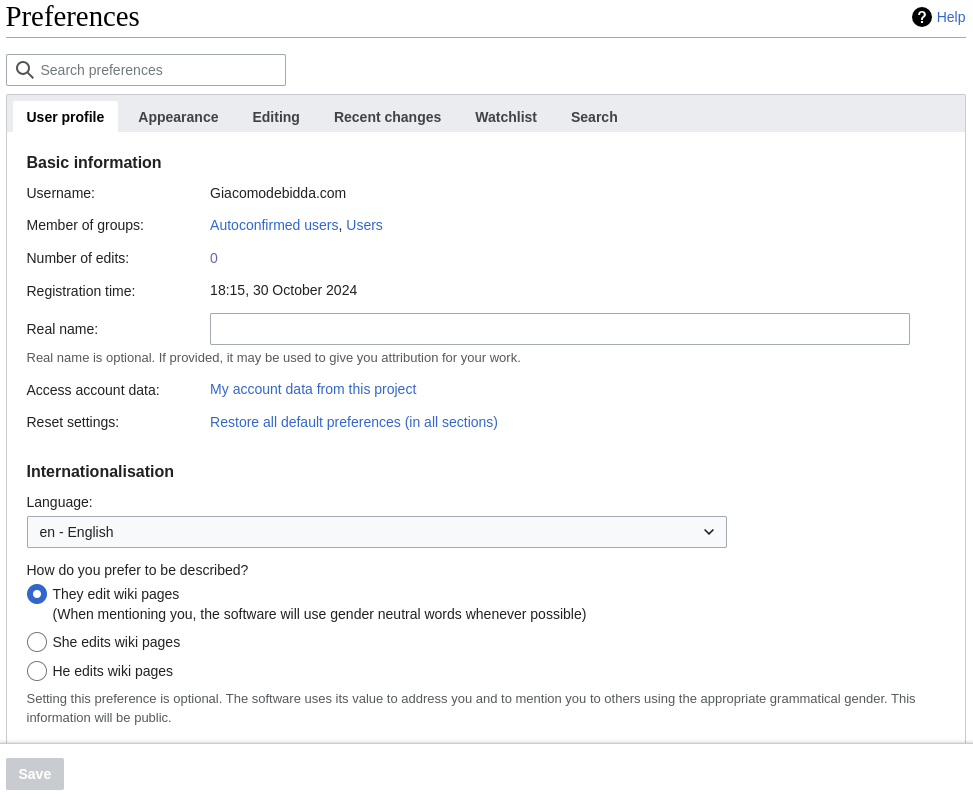 Preferences
Help
Search preferences
User profile Appearance Editing Recent changes Watchlist Search
Basic information
Username: Giacomodebidda.com
Member of groups: Autoconfirmed users, Users
Number of edits: 0
Registration time: 18:15, 30 October 2024
Real name:
Real name is optional. If provided, it may be used to give you attribution for your work.
Access account data: My account data from this project
Reset settings: Restore all default preferences (in all sections)
Internationalisation
Language:
en - English
How do you prefer to be described?
They edit wiki pages
(When mentioning you, the software will use gender neutral words whenever possible)
She edits wiki pages
He edits wiki pages
Setting this preference is optional. The software uses its value to address you and to mention you to others using the appropriate grammatical gender. This
information will be public.
Save